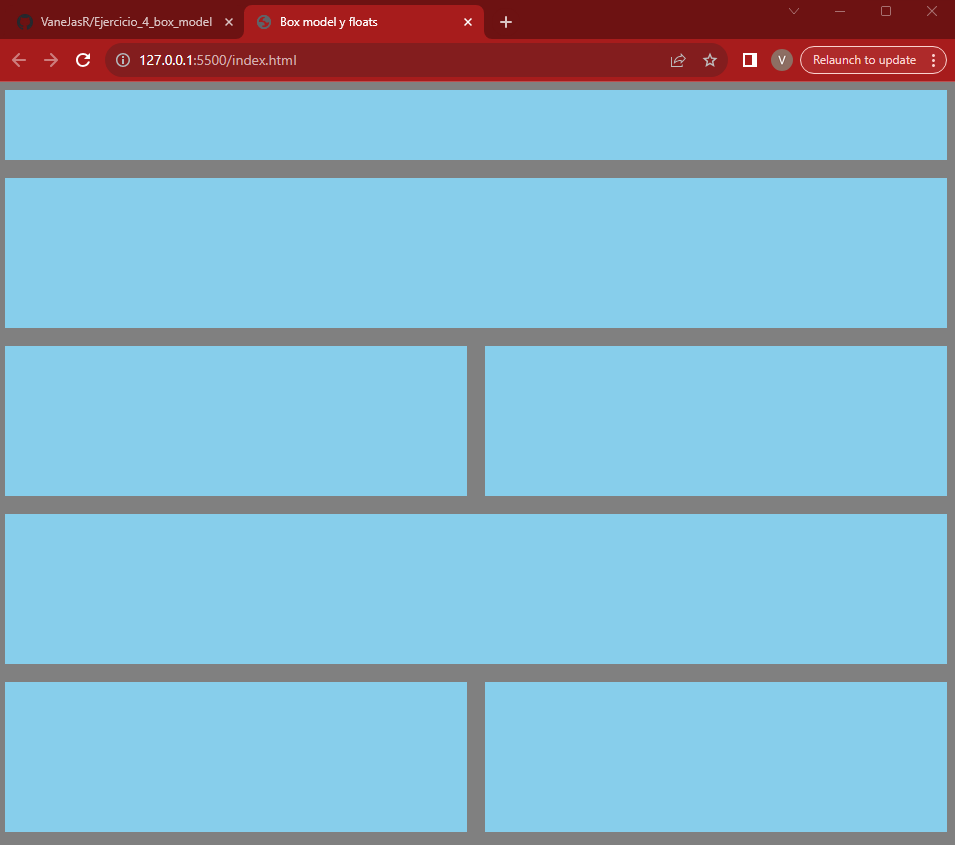 VaneJasR/Ejercicio_4_box_model
Box model y floats
127.0.0.1:5500/index.html
V
Relaunch to update